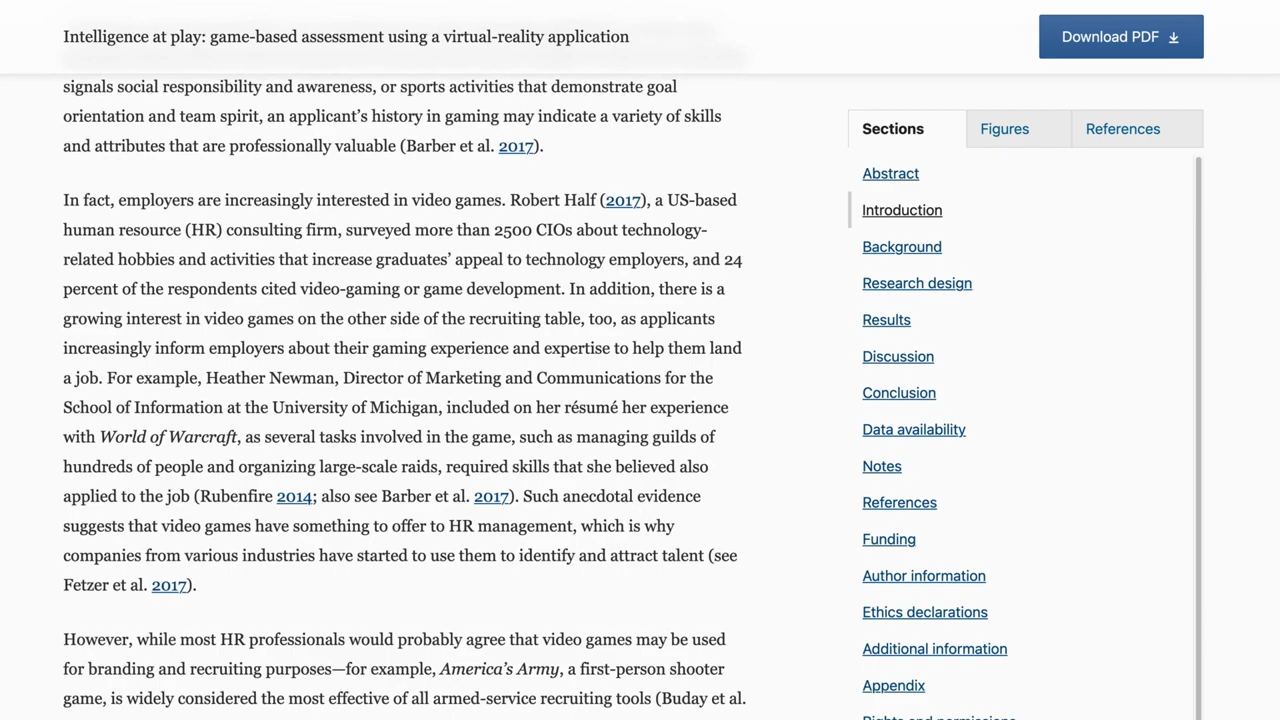 Intelligence at play: game-based assessment using a virtual-reality application
Download PDF
signals social responsibility and awareness, or sports activities that demonstrate goal
orientation and team spirit, an applicant’s history in gaming may indicate a variety of skills
and attributes that are professionally valuable (Barber et al. 2017).
In fact, employers are increasingly interested in video games. Robert Half (2017), a US-based
human resource (HR) consulting firm, surveyed more than 2500 CIOs about technology-
related hobbies and activities that increase graduates’ appeal to technology employers, and 24
percent of the respondents cited video-gaming or game development. In addition, there is a
growing interest in video games on the other side of the recruiting table, too, as applicants
increasingly inform employers about their gaming experience and expertise to help them land
a job. For example, Heather Newman, Director of Marketing and Communications for the
School of Information at the University of Michigan, included on her résumé her experience
with World of Warcraft, as several tasks involved in the game, such as managing guilds of
hundreds of people and organizing large-scale raids, required skills that she believed also
applied to the job (Rubenfire 2014; also see Barber et al. 2017). Such anecdotal evidence
suggests that video games have something to offer to HR management, which is why
companies from various industries have started to use them to identify and attract talent (see
Fetzer et al. 2017).
However, while most HR professionals would probably agree that video games may be used
for branding and recruiting purposes—for example, America’s Army, a first-person shooter
game, is widely considered the most effective of all armed-service recruiting tools (Buday et al.
Sections
Figures
References
Abstract
Introduction
Background
Research design
Results
Discussion
Conclusion
Data availability
Notes
References
Funding
Author information
Ethics declarations
Additional information
Appendix
Rights and permissions